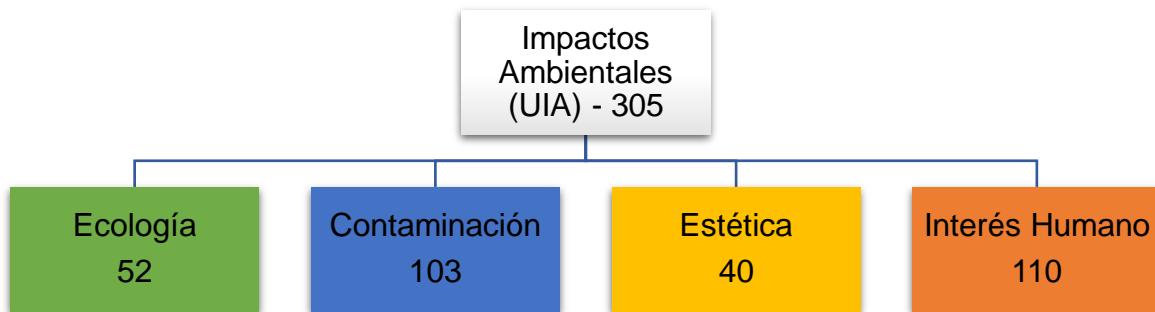 Impactos
Ambientales
(UIA) - 305
Ecología
52
Contaminación
103
Estética
40
Interés Humano
110